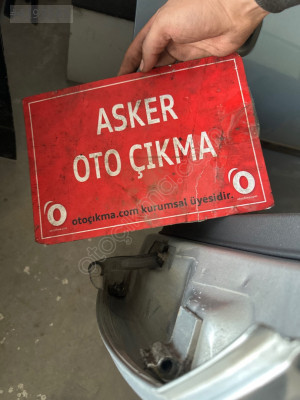 ASKER
OTO ÇIKMA
otoçıkma.com kurumsal üyesidir.